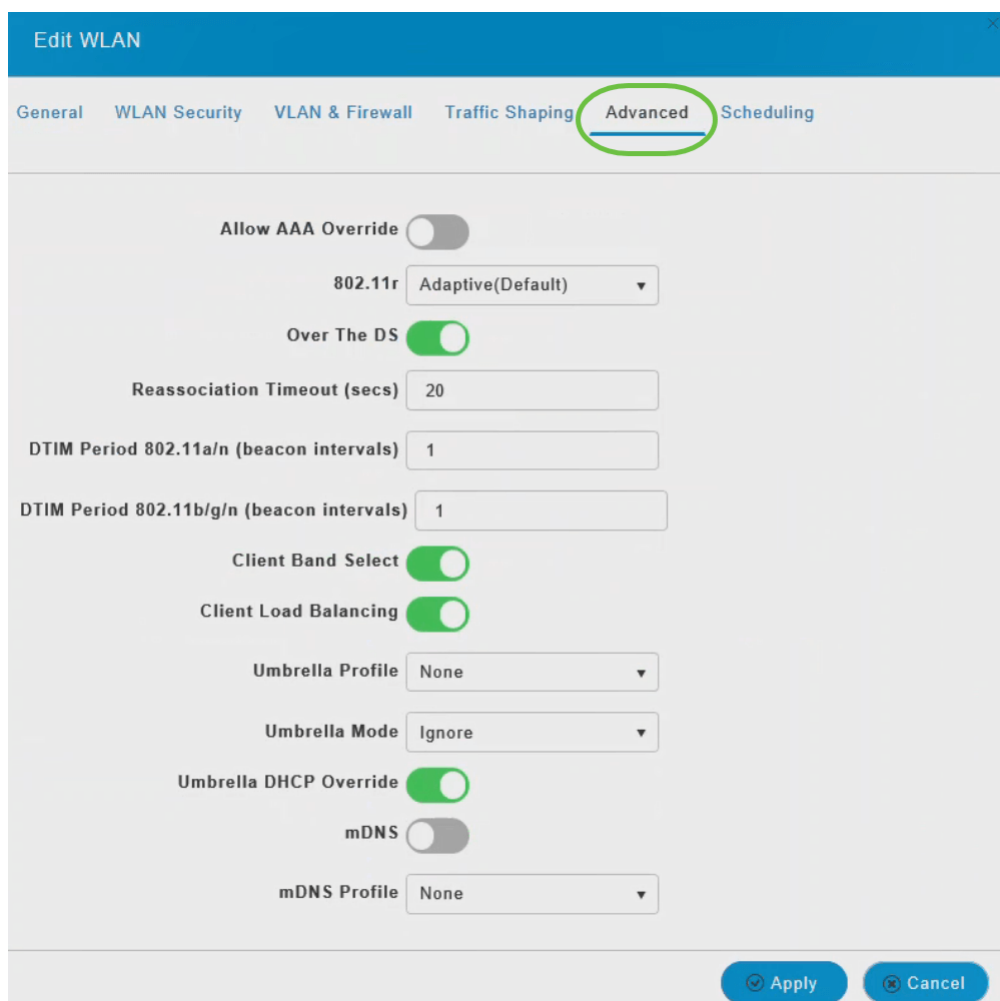 Edit WLAN
General WLAN Security VLAN & Firewall Traffic Shaping Advanced Scheduling
Allow AAA Override
802.11r Adaptive(Default)
Over The DS
Reassociation Timeout (secs) 20
DTIM Period 802.11a/n (beacon intervals) 1
DTIM Period 802.11b/g/n (beacon intervals) 1
Client Band Select
Client Load Balancing
Umbrella Profile None
Umbrella Mode Ignore
Umbrella DHCP Override
mDNS
mDNS Profile None
Apply Cancel